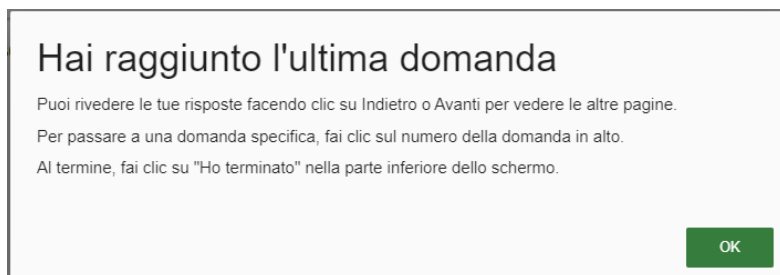 Hai raggiunto l'ultima domanda
Puoi rivedere le tue risposte facendo clic su Indietro o Avanti per vedere le altre pagine.
Per passare a una domanda specifica, fai clic sul numero della domanda in alto.
Al termine, fai clic su "Ho terminato" nella parte inferiore dello schermo.
OK